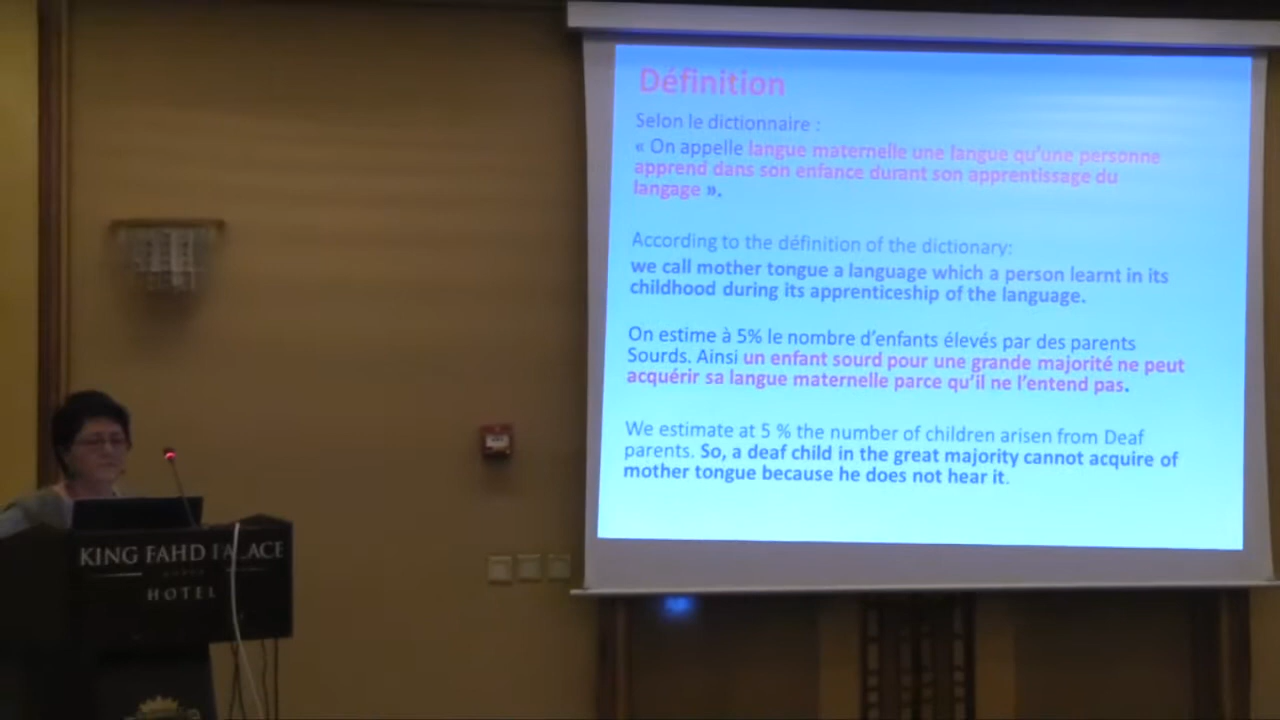 Définition
Selon le dictionnaire :
« On appelle langue maternelle une langue qu'une personne
apprend dans son enfance durant son apprentissage du
langage ».
According to the définition of the dictionary:
we call mother tongue a language which a person learnt in its
childhood during its apprenticeship of the language.
On estime à 5% le nombre d'enfants élevés par des parents
Sourds. Ainsi un enfant sourd pour une grande majorité ne peut
acquérir sa langue maternelle parce qu'il ne l'entend pas.
We estimate at 5 % the number of children arisen from Deaf
parents. So, a deaf child in the great majority cannot acquire of
mother tongue because he does not hear it.
KING FAHD PALACE
HOTEL